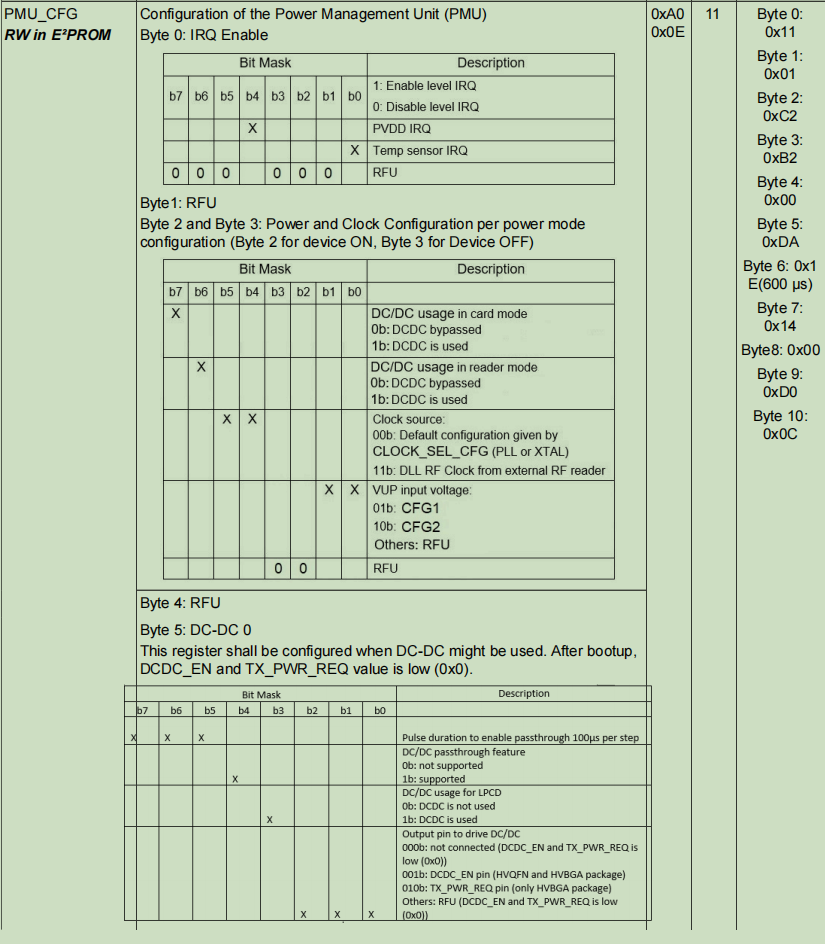 PMU_CFG
RW in E²PROM
Configuration of the Power Management Unit (PMU)
Byte 0: IRQ Enable
Bit Mask Description
b7 b6 b5 b4 b3 b2 b1 b0
1: Enable level IRQ
0: Disable level IRQ
X PVDD IRQ
X Temp sensor IRQ
0 0 0 0 0 0 RFU
Byte1: RFU
Byte 2 and Byte 3: Power and Clock Configuration per power mode
configuration (Byte 2 for device ON, Byte 3 for Device OFF)
Bit Mask Description
b7 b6 b5 b4 b3 b2 b1 b0
X DC/DC usage in card mode
0b: DCDC bypassed
1b: DCDC is used
X DC/DC usage in reader mode
0b: DCDC bypassed
1b: DCDC is used
X X Clock source:
00b: Default configuration given by
CLOCK_SEL_CFG (PLL or XTAL)
11b: DLL RF Clock from external RF reader
X X VUP input voltage:
01b: CFG1
10b: CFG2
Others: RFU
0 0 RFU
Byte 4: RFU
Byte 5: DC-DC 0
This register shall be configured when DC-DC might be used. After bootup,
DCDC_EN and TX_PWR_REQ value is low (0x0).
Bit Mask Description
b7 b6 b5 b4 b3 b2 b1 b0
X X X Pulse duration to enable passthrough 100µs per step
DC/DC passthrough feature
0b: not supported
X 1b: supported
DC/DC usage for LPCD
0b: DCDC is not used
X 1b: DCDC is used
Output pin to drive DC/DC
000b: not connected (DCDC_EN and TX_PWR_REQ is
low (0x0))
001b: DCDC_EN pin (HVQFN and HVBGA package)
010b: TX_PWR_REQ pin (only HVBGA package)
Others: RFU (DCDC_EN and TX_PWR_REQ is low
X X X (0x0))
0xA0
0x0E
11
Byte 0:
0x11
Byte 1:
0x01
Byte 2:
0xC2
Byte 3:
0xB2
Byte 4:
0x00
Byte 5:
0xDA
Byte 6: 0x1
E(600 µs)
Byte 7:
0x14
Byte8: 0x00
Byte 9:
0xD0
Byte 10:
0x0C